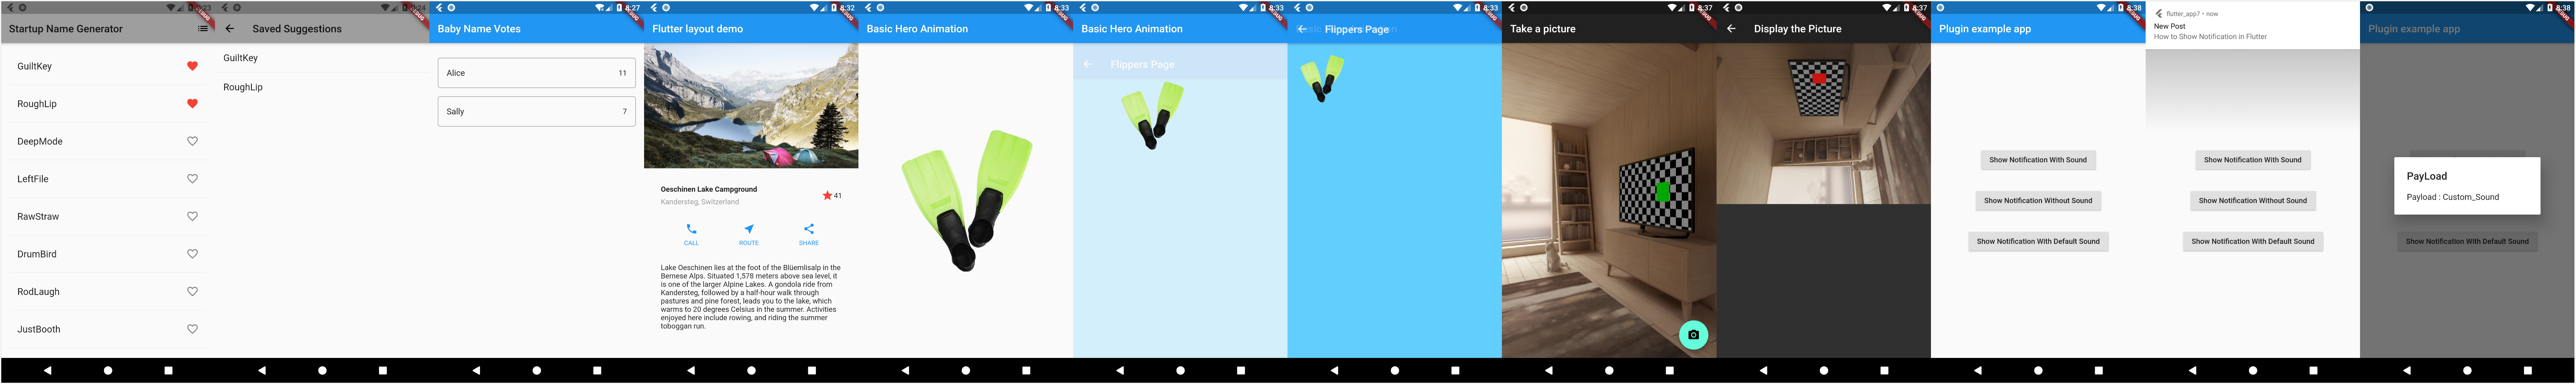 8:23
Startup Name Generator
GuiltKey
RoughLip
DeepMode
LeftFile
RawStraw
DrumBird
RodLaugh
JustBooth
8:24
Saved Suggestions
GuiltKey
RoughLip
8:27
Baby Name Votes
Alice 11
Sally 7
8:32
Flutter layout demo
Oeschinen Lake Campground
Kandersteg, Switzerland
41
CALL ROUTE SHARE
Lake Oeschinen lies at the foot of the Blüemlisalp in the
Bernese Alps. Situated 1,578 meters above sea level, it
is one of the larger Alpine Lakes. A gondola ride from
Kandersteg, followed by a half-hour walk through
pastures and pine forest, leads you to the lake, which
warms to 20 degrees Celsius in the summer. Activities
enjoyed here include rowing, and riding the summer
toboggan run.
8:33
Basic Hero Animation
8:33
Basic Hero Animation
Flippers Page
8:33
Flippers Page
8:37
Take a picture
8:37
Display the Picture
8:38
Plugin example app
Show Notification With Sound
Show Notification Without Sound
Show Notification With Default Sound
flutter_app7 • now
New Post
How to Show Notification in Flutter
Show Notification With Sound
Show Notification Without Sound
Show Notification With Default Sound
8:38
Plugin example app
PayLoad
Payload : Custom_Sound
Show Notification With Default Sound